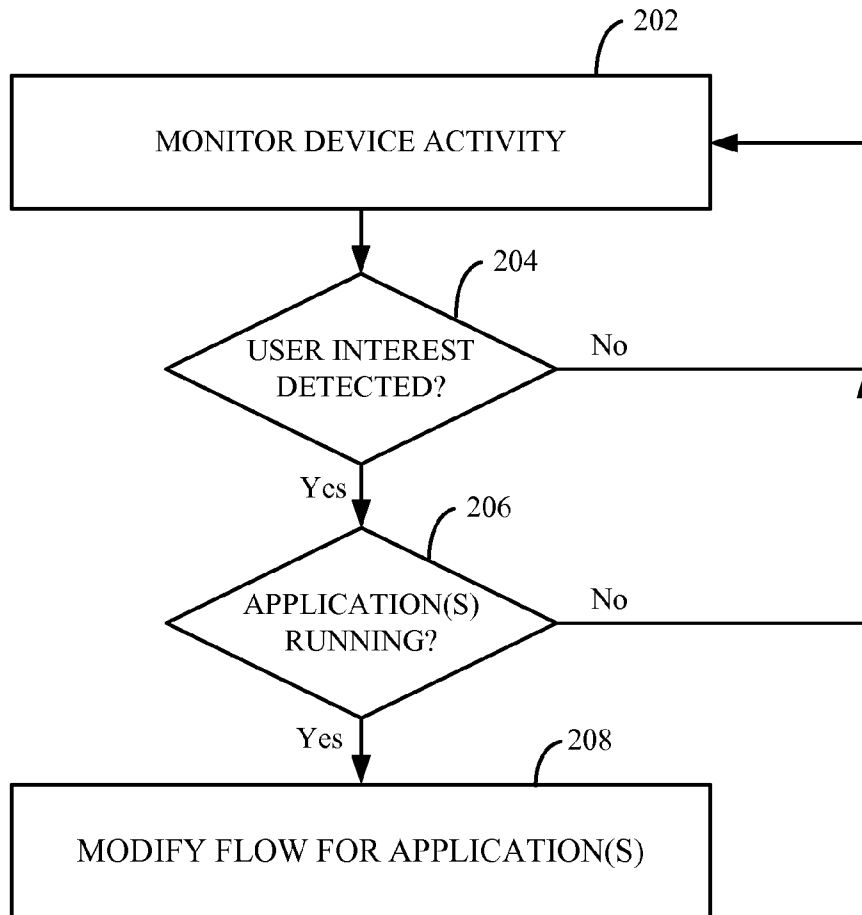 202
MONITOR DEVICE ACTIVITY
204
USER INTEREST
DETECTED?
No
Yes
206
APPLICATION(S)
RUNNING?
No
Yes
208
MODIFY FLOW FOR APPLICATION(S)